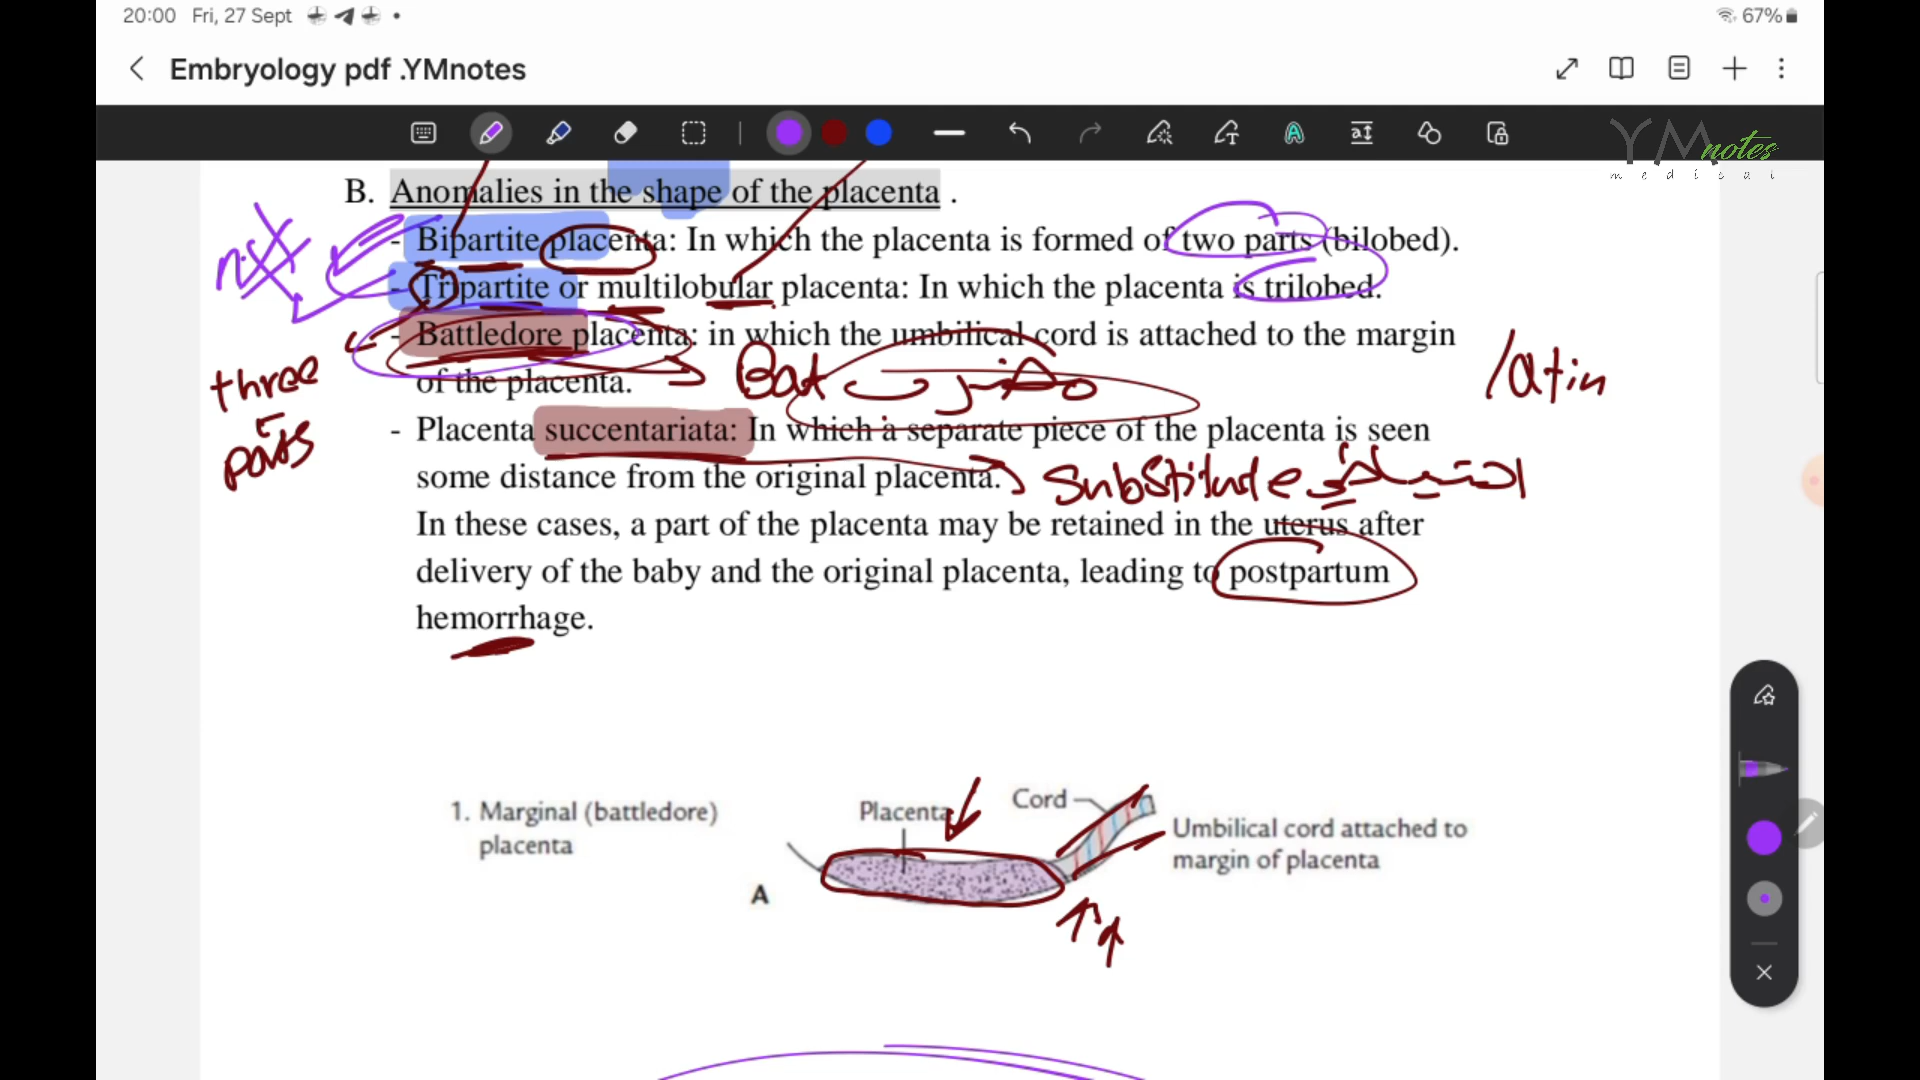 20:00 Fri, 27 Sept
67%
Embryology pdf .YMnotes
YM notes
medical
B. Anomalies in the shape of the placenta .
- Bipartite placenta: In which the placenta is formed of two parts (bilobed).
- Tripartite or multilobular placenta: In which the placenta is trilobed.
- Battledore placenta: in which the umbilical cord is attached to the margin
of the placenta.
three
parts
Bat
latin
- Placenta succentariata: In which a separate piece of the placenta is seen
some distance from the original placenta.
Substitude
In these cases, a part of the placenta may be retained in the uterus after
delivery of the baby and the original placenta, leading to postpartum
hemorrhage.
1. Marginal (battledore)
placenta
Placenta
Cord
Umbilical cord attached to
margin of placenta
A